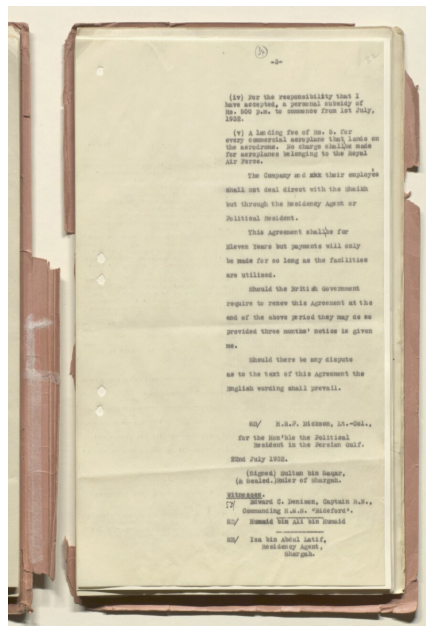 -3-
(iv) For the responsibility that I
have accepted, a personal subsidy of
Rs. 500 p.m. to commence from 1st July,
1932.
(v) A landing fee of Rs. 5. for
every commercial aeroplane that lands on
the aerodrome. No charge shall be made
for aeroplanes belonging to the Royal
Air Force.
The Company and xxx their employes
shall not deal direct with the Shaikh
but through the Residency Agent or
Political Resident.
This Agreement shall be for
Eleven Years but payments will only
be made for so long as the facilities
are utilised.
Should the British Government
require to renew this Agreement at the
end of the above period they may do so
provided three months' notice is given
me.
Should there be any dispute
as to the text of this Agreement the
English wording shall prevail.
SD/ H.R.P. Dickson, Lt.-Col.,
for the Hon'ble the Political
Resident in the Persian Gulf.
22nd July 1932.
(Signed) Sultan bin Saqar,
(& Sealed.)Ruler of Shargah.
Witnesses.
SD/ Edward C. Denison, Captain R.N.,
Commanding H.M.S. "Bideford".
SD/ Humaid bin Ali bin Humaid
SD/ Isa bin Abdul Latif,
Residency Agent,
Shargah.